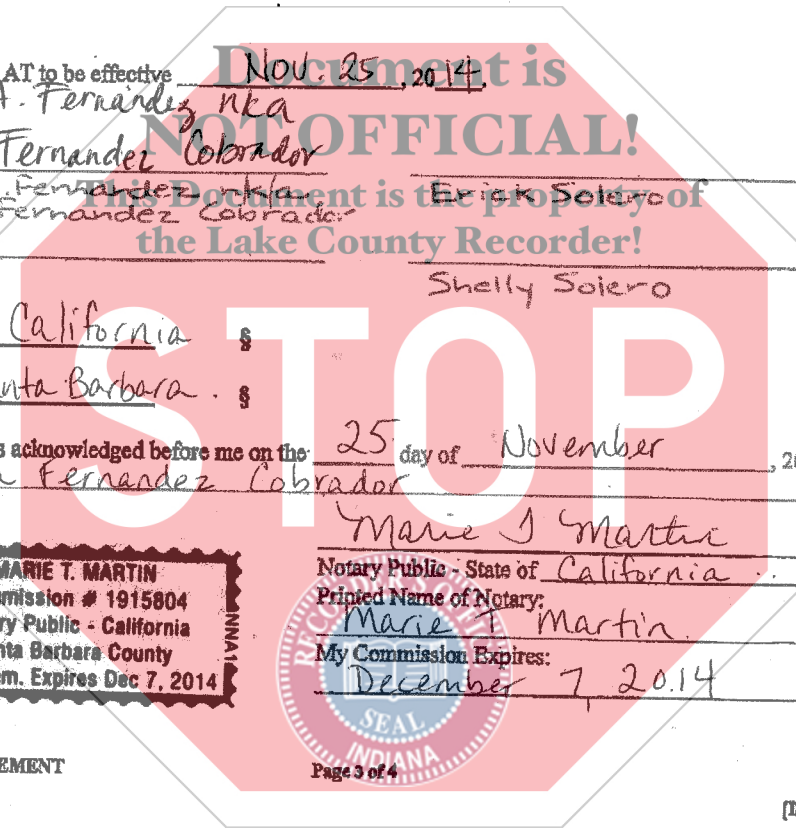 Document is
NOT OFFICIAL!
This Document is the property of
the Lake County Recorder!
STOP
AT to be effective Nov. 25, 2014.
A. Fernandez nka
Fernandez Cobrador
. Fernandez n/k/a
Fernandez Cobrador
Erick Solero
Shelly Solero
California §
nta Barbara. §
s acknowledged before me on the 25 day of November, 20
a Fernandez Cobrador
Marie T Martin
Notary Public - State of California
Printed Name of Notary:
Marie T Martin
My Commission Expires:
December 7, 2014
MARIE T. MARTIN
mmission # 1915804
ry Public - California
nta Barbara County
m. Expires Dec 7, 2014
NNA1
SEAL
INDIANA
EMENT
Page 3 of 4